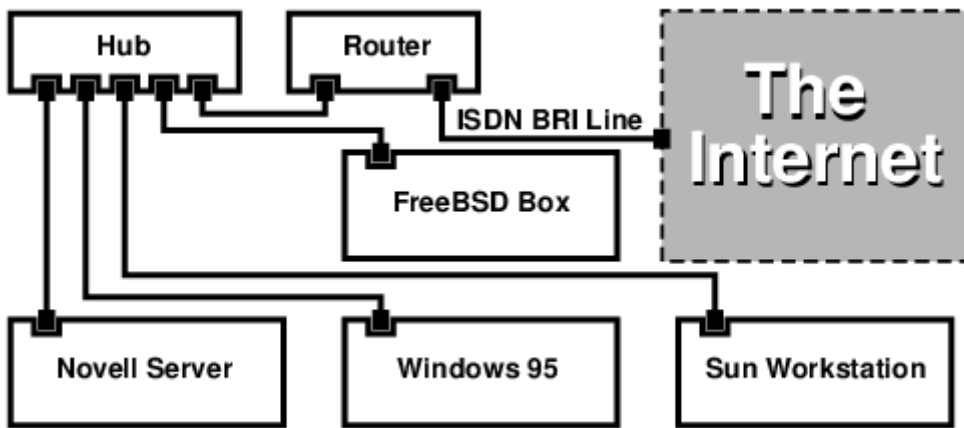 Hub
Router
The
Internet
ISDN BRI Line
FreeBSD Box
Novell Server
Windows 95
Sun Workstation